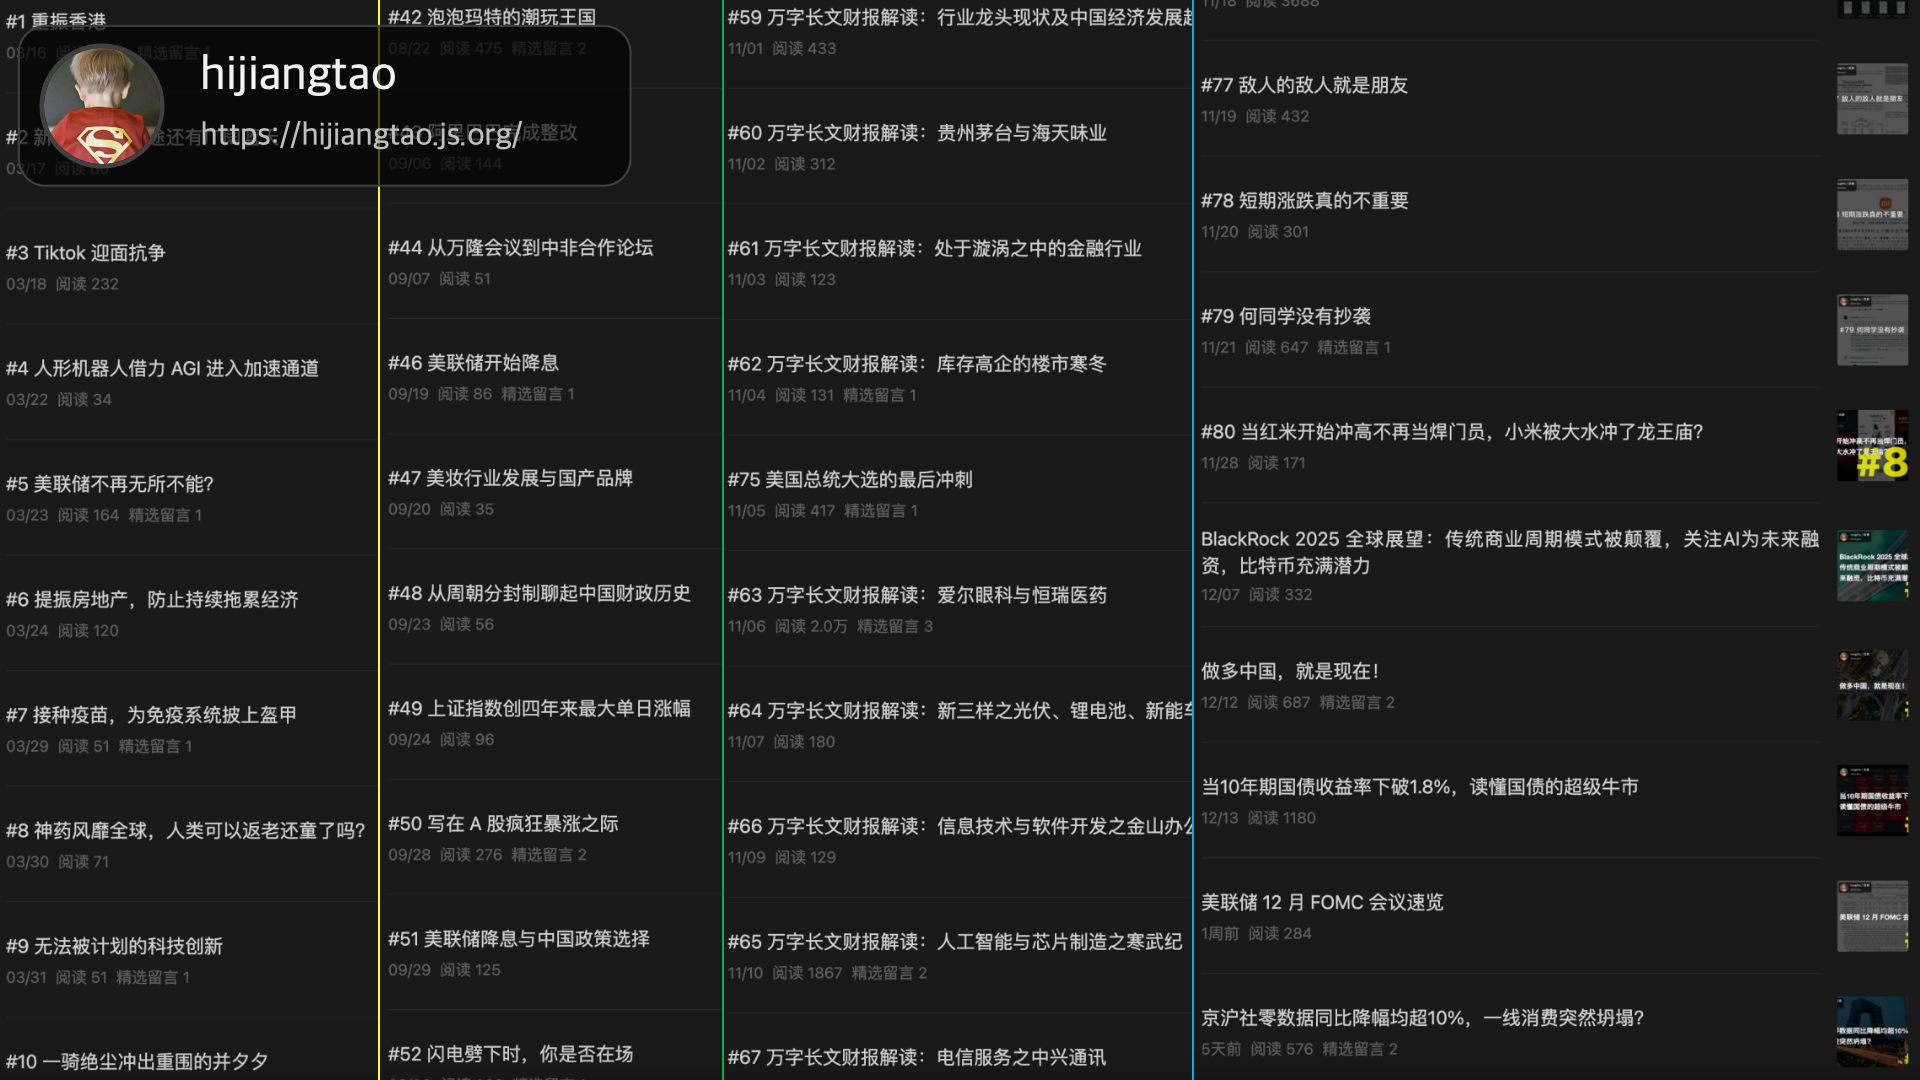 hijiangtao
https://hijiangtao.js.org/
#1 重振香港
#3 Tiktok 迎面抗争
03/18 阅读 232
#4 人形机器人借力 AGI 进入加速通道
03/22 阅读 34
#5 美联储不再无所不能?
03/23 阅读 164 精选留言 1
#6 提振房地产，防止持续拖累经济
03/24 阅读 120
#7 接种疫苗，为免疫系统披上盔甲
03/29 阅读 51 精选留言 1
#8 神药风靡全球，人类可以返老还童了吗?
03/30 阅读 71
#9 无法被计划的科技创新
03/31 阅读 51 精选留言 1
#10 一骑绝尘冲出重围的并夕夕
#42 泡泡玛特的潮玩王国
08/22 阅读 475 精选留言 2
09/06 阅读 144
#44 从万隆会议到中非合作论坛
09/07 阅读 51
#46 美联储开始降息
09/19 阅读 86 精选留言 1
#47 美妆行业发展与国产品牌
09/20 阅读 35
#48 从周朝分封制聊起中国财政历史
09/23 阅读 56
#49 上证指数创四年来最大单日涨幅
09/24 阅读 96
#50 写在 A 股疯狂暴涨之际
09/28 阅读 276 精选留言 2
#51 美联储降息与中国政策选择
09/29 阅读 125
#52 闪电劈下时，你是否在场
#59 万字长文财报解读：行业龙头现状及中国经济发展
11/01 阅读 433
#60 万字长文财报解读：贵州茅台与海天味业
11/02 阅读 312
#61 万字长文财报解读：处于漩涡之中的金融行业
11/03 阅读 123
#62 万字长文财报解读：库存高企的楼市寒冬
11/04 阅读 131 精选留言 1
#75 美国总统大选的最后冲刺
11/05 阅读 417 精选留言 1
#63 万字长文财报解读：爱尔眼科与恒瑞医药
11/06 阅读 2.0万 精选留言 3
#64 万字长文财报解读：新三样之光伏、锂电池、新能
11/07 阅读 180
#66 万字长文财报解读：信息技术与软件开发之金山办
11/09 阅读 129
#65 万字长文财报解读：人工智能与芯片制造之寒武纪
11/10 阅读 1867 精选留言 2
#67 万字长文财报解读：电信服务之中兴通讯
11/18 阅读 3688
#77 敌人的敌人就是朋友
11/19 阅读 432
#78 短期涨跌真的不重要
11/20 阅读 301
#79 何同学没有抄袭
11/21 阅读 647 精选留言 1
#80 当红米开始冲高不再当焊门员，小米被大水冲了龙王庙?
11/28 阅读 171
#8
BlackRock 2025 全球展望：传统商业周期模式被颠覆，关注AI为未来融
资，比特币充满潜力
12/07 阅读 332
做多中国，就是现在！
12/12 阅读 687 精选留言 2
做多中国，就是现在！
当10年期国债收益率下破1.8%，读懂国债的超级牛市
12/13 阅读 1180
美联储 12 月 FOMC 会议速览
1周前 阅读 284
京沪社零数据同比降幅均超10%，一线消费突然坍塌?
5天前 阅读 576 精选留言 2